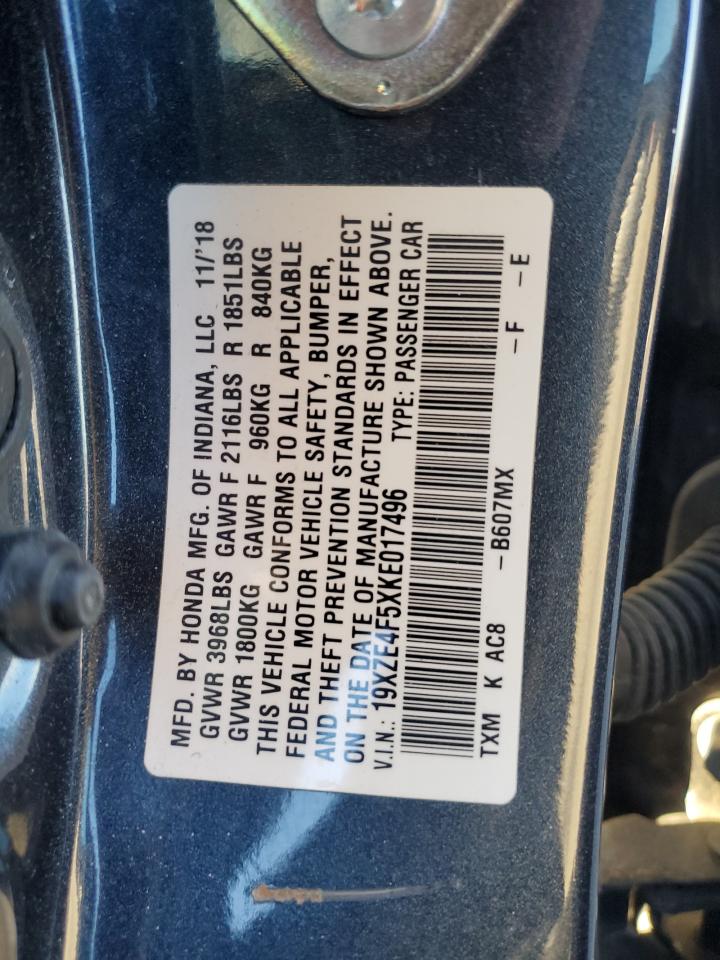 MFD. BY HONDA MFG. OF INDIANA, LLC 11/'18
GVWR 3968LBS GAWR F 2116LBS R 1851LBS
GVWR 1800KG GAWR F 960KG R 840KG
THIS VEHICLE CONFORMS TO ALL APPLICABLE
FEDERAL MOTOR VEHICLE SAFETY, BUMPER,
AND THEFT PREVENTION STANDARDS IN EFFECT
ON THE DATE OF MANUFACTURE SHOWN ABOVE.
V.I.N.: 19XZE4F5XKE017496 TYPE: PASSENGER CAR
TXM K AC8 -B607MX -F -E